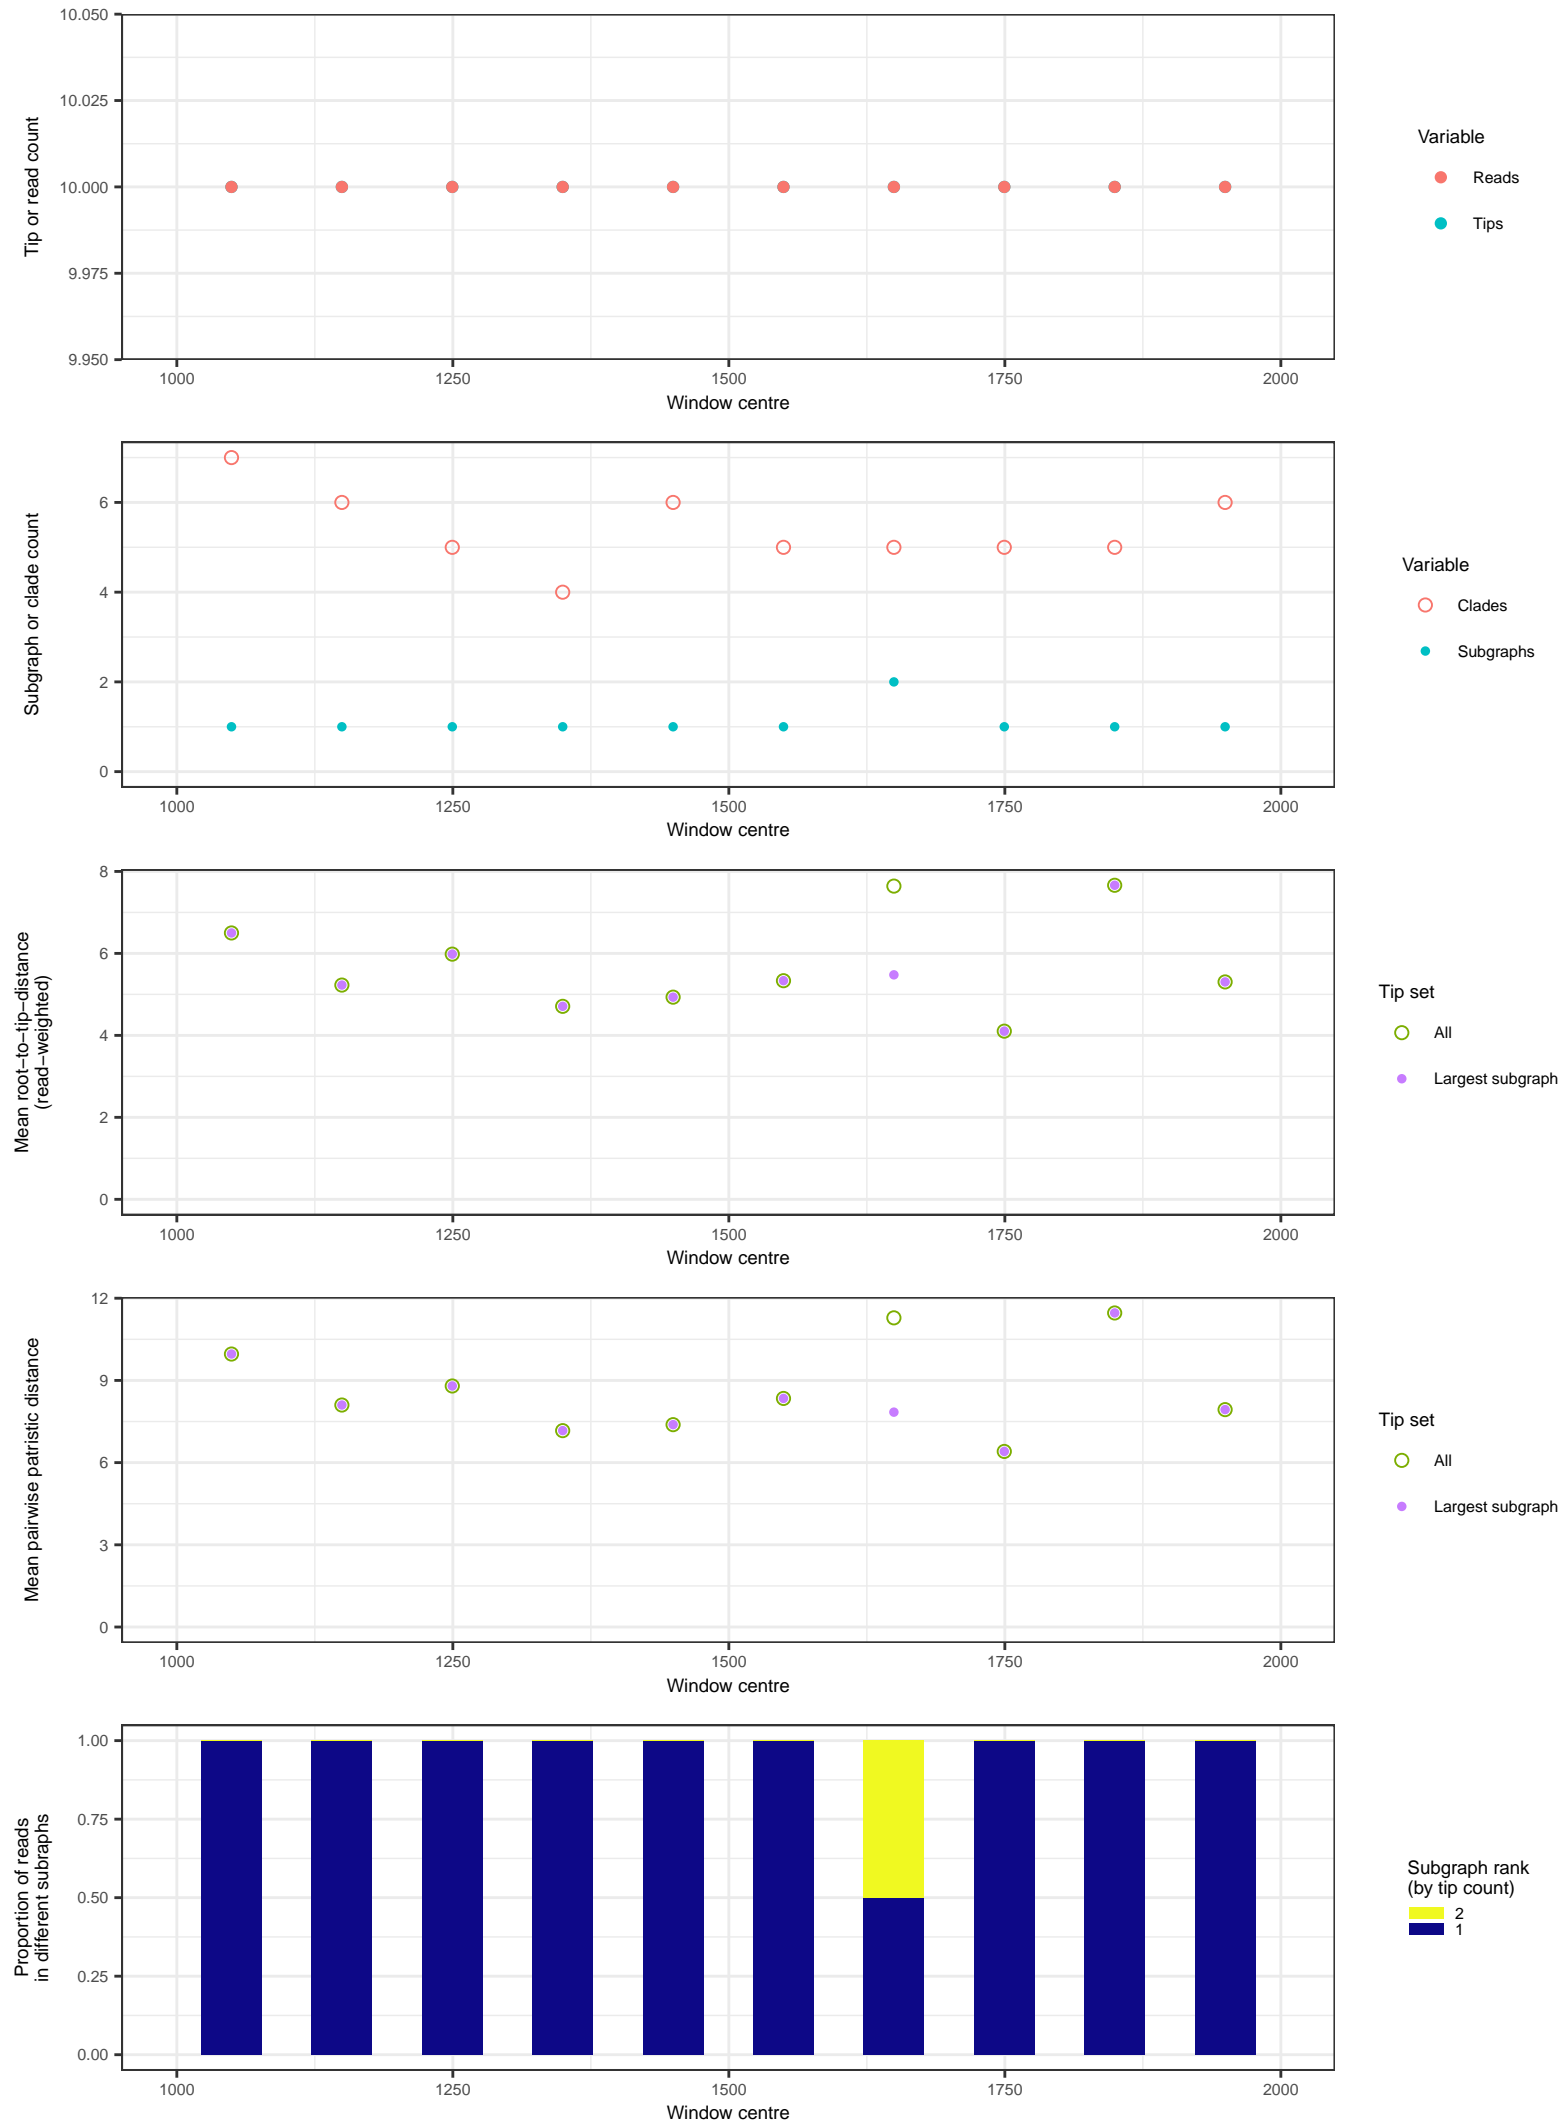 10.050
10.025
10.000
9.975
9.950
Tip or read count
1000 1250 1500 1750 2000
Window centre
Variable
Reads
Tips
6
4
2
0
Subgraph or clade count
1000 1250 1500 1750 2000
Window centre
Variable
Clades
Subgraphs
8
6
4
2
0
Mean root−to−tip−distance
(read−weighted)
1000 1250 1500 1750 2000
Window centre
Tip set
All
Largest subgraph
12
9
6
3
0
Mean pairwise patristic distance
1000 1250 1500 1750 2000
Window centre
Tip set
All
Largest subgraph
1.00
0.75
0.50
0.25
0.00
Proportion of reads
in different subraphs
1000 1250 1500 1750 2000
Window centre
Subgraph rank
(by tip count)
2
1